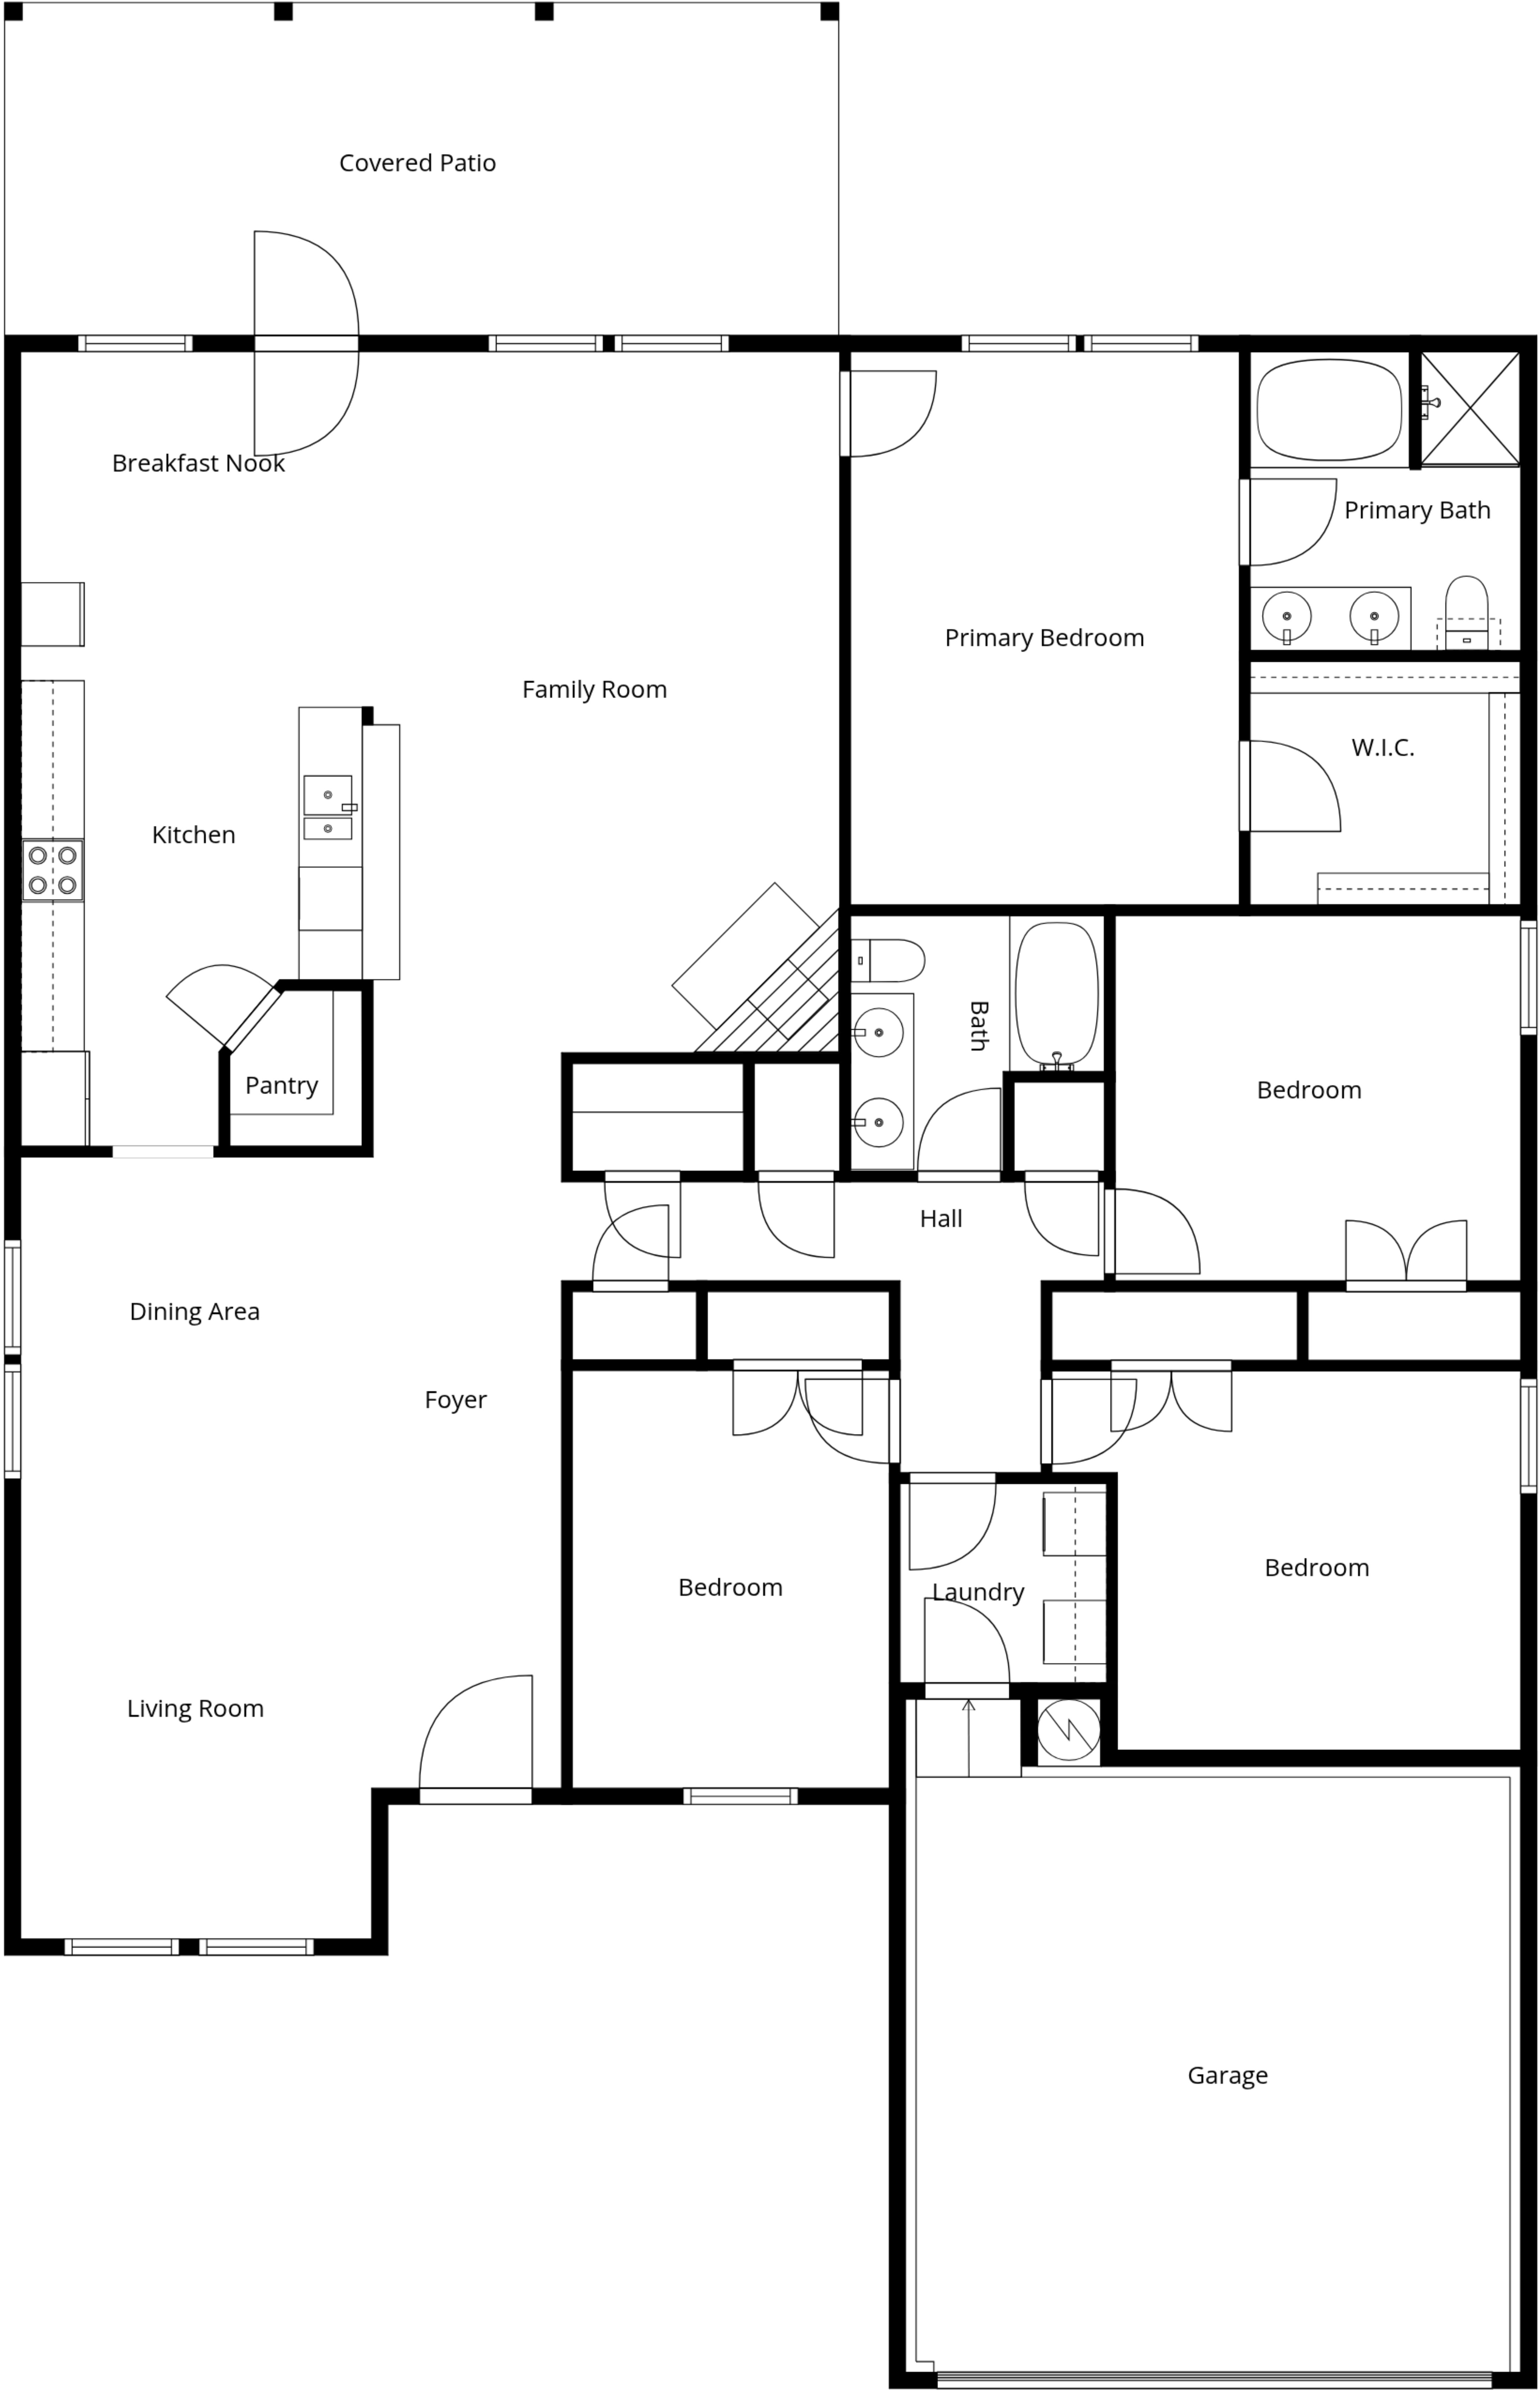 Covered Patio
Breakfast Nook
Primary Bath
Primary Bedroom
Family Room
W.I.C.
Kitchen
Bath
Pantry
Bedroom
Hall
Dining Area
Foyer
Bedroom
Bedroom
Laundry
Living Room
Garage